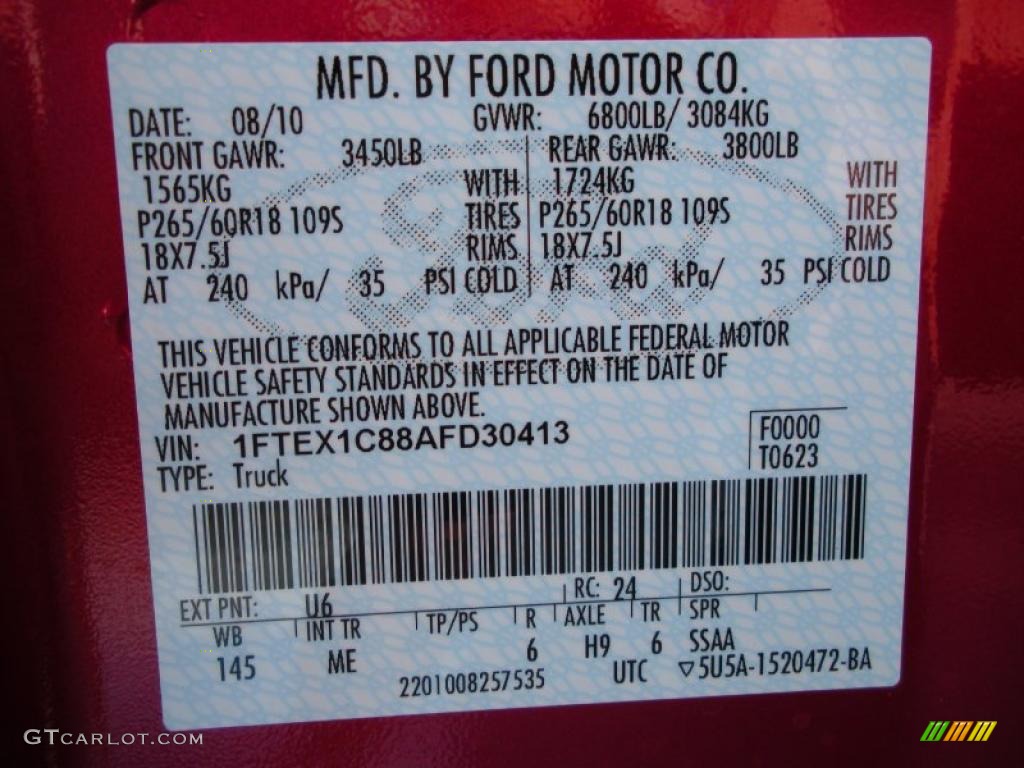 MFD. BY FORD MOTOR CO.
DATE: 08/10 GVWR: 6800LB/ 3084KG
FRONT GAWR: 3450LB REAR GAWR: 3800LB
1565KG WITH 1724KG WITH
P265/60R18 109S TIRES P265/60R18 109S TIRES
18X7.5J RIMS 18X7.5J RIMS
AT 240 kPa/ 35 PSI COLD AT 240 kPa/ 35 PSI COLD
THIS VEHICLE CONFORMS TO ALL APPLICABLE FEDERAL MOTOR
VEHICLE SAFETY STANDARDS IN EFFECT ON THE DATE OF
MANUFACTURE SHOWN ABOVE.
VIN: 1FTEX1C88AFD30413 F0000
TYPE: Truck T0623
EXT PNT: U6 RC: 24 DSO:
WB INT TR TP/PS R AXLE TR SPR
145 ME 6 H9 6 SSAA
2201008257535 UTC ▽5U5A-1520472-BA
GTCARLOT.COM